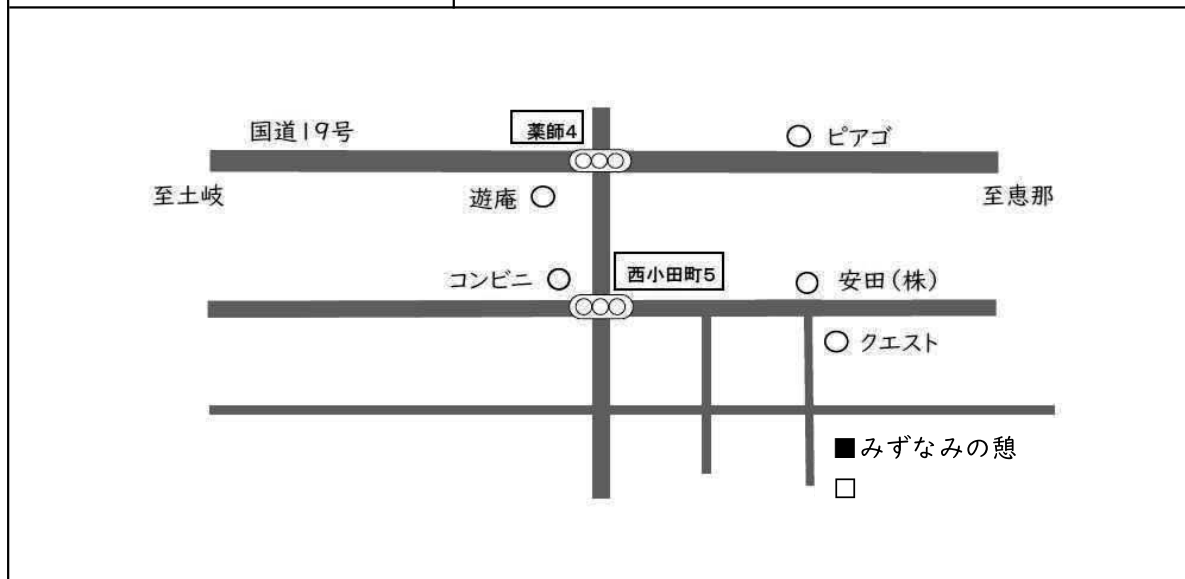 薬師4
国道19号
ピアゴ
至土岐
遊庵
至恵那
コンビニ
西小田町5
安田(株)
クエスト
■みずなみの憩
□